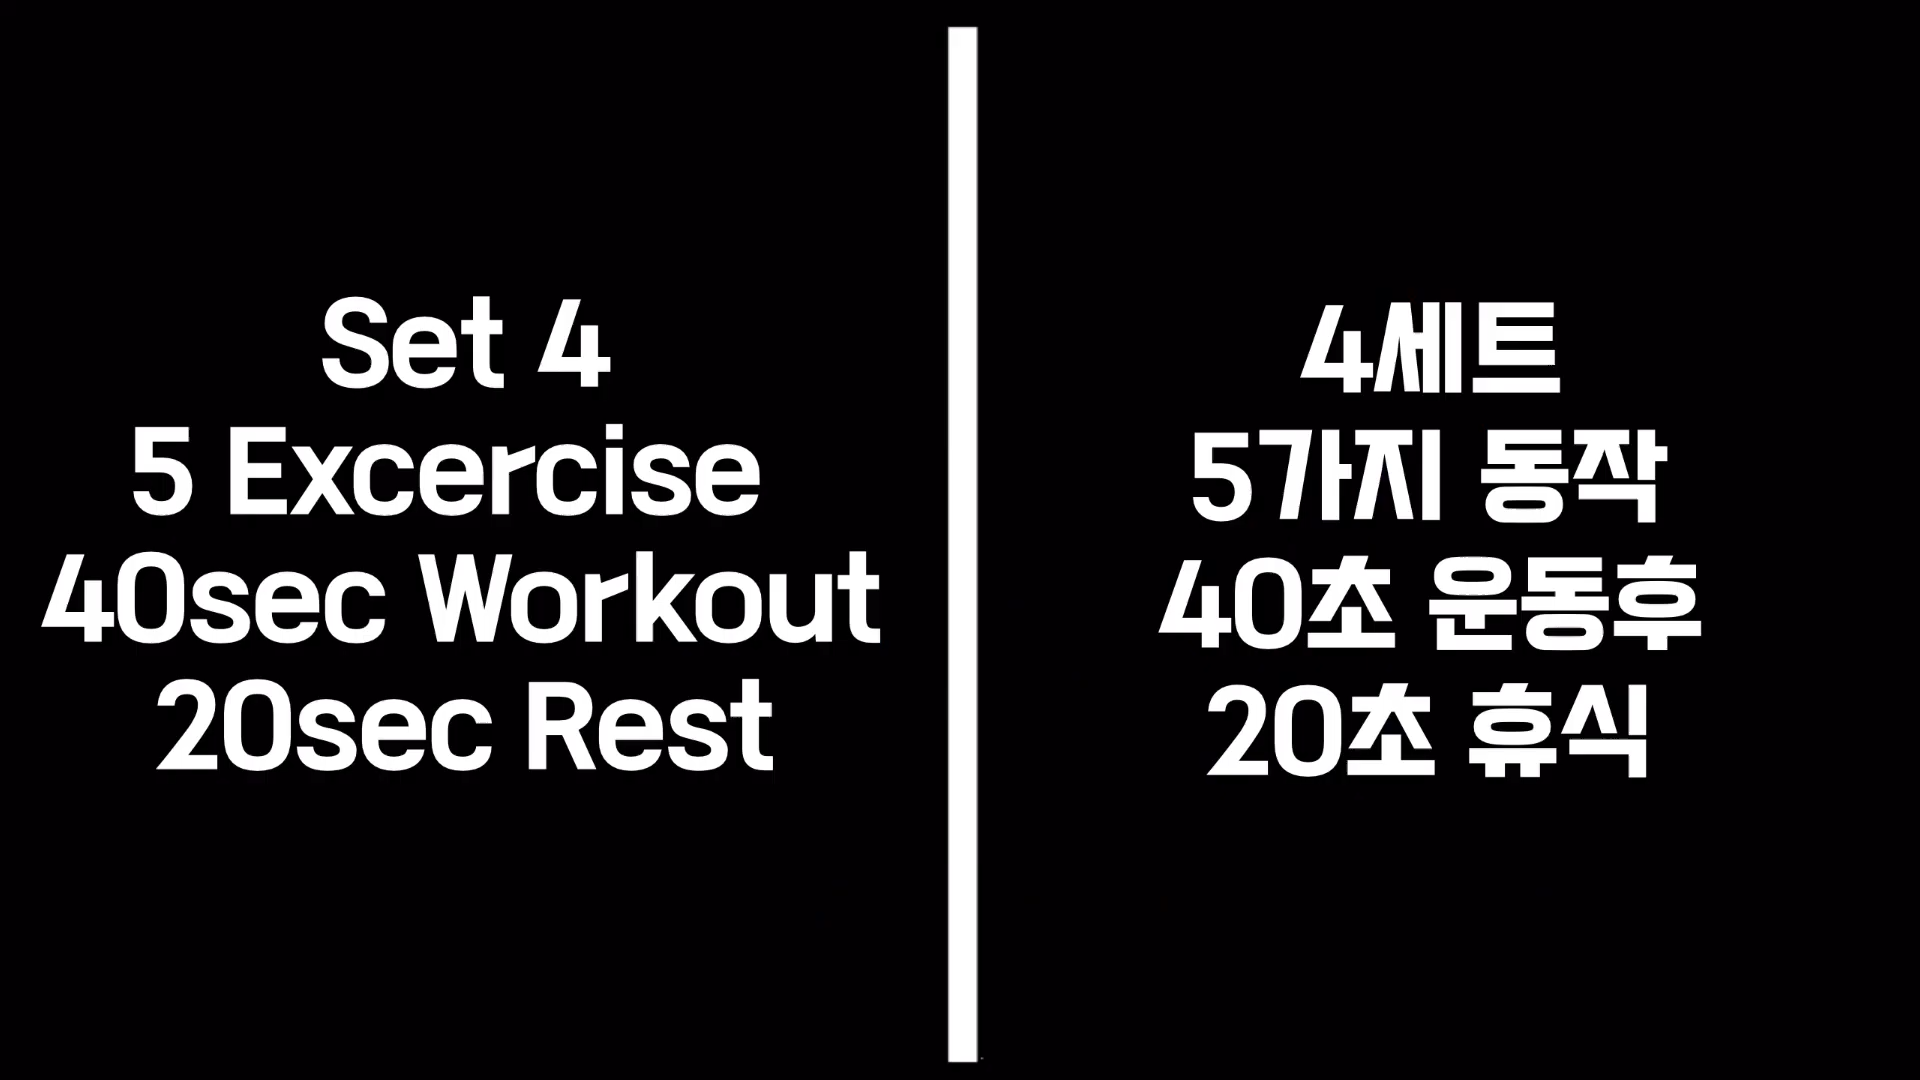 Set 4
5 Excercise
40sec Workout
20sec Rest
4세트
5가지 동작
40초 운동후
20초 휴식